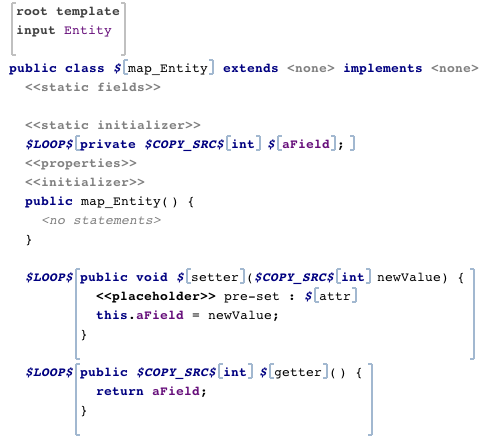 root template
input Entity
public class $[map_Entity] extends <none> implements <none>
<<static fields>>
<<static initializer>>
$LOOP$[private $COPY_SRC$[int] $[aField]; ]
<<properties>>
<<initializer>>
public map_Entity() {
<no statements>
}
$LOOP$[public void $[setter]($COPY_SRC$[int] newValue) {
<<placeholder>> pre-set : $[attr]
this.aField = newValue;
}
]
$LOOP$[public $COPY_SRC$[int] $[getter]() {
return aField;
}
]